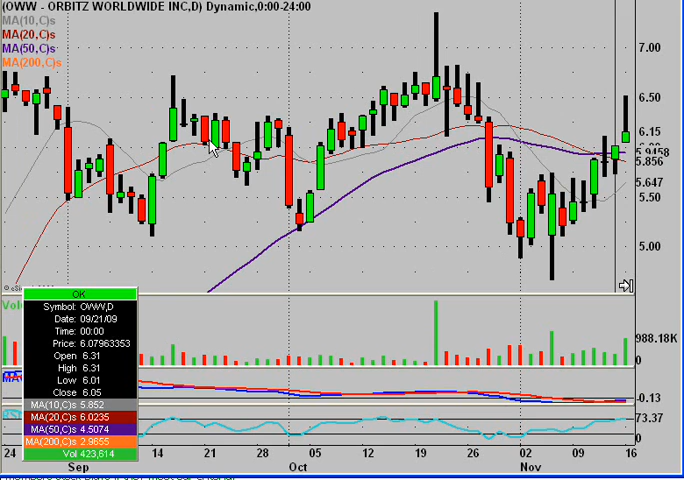 (OWW - ORBITZ WORLDWIDE INC,D) Dynamic,0:00-24:00
MA(10,C)s
MA(20,C)s
MA(50,C)s
MA(200,C)s
7.00
6.50
6.15
5.856
5.647
5.50
5.00
OK
Symbol: OWW,D
Date: 09/21/09
Time: 00:00
Price: 6.07963353
Open 6.31
High 6.31
Low 6.01
Close 6.05
MA(10,C)s 5.852
MA(20,C)s 6.0235
MA(50,C)s 4.5074
MA(200,C)s 2.9655
Vol 423,614
988.18K
0
-0.13
73.37
0
24 14 21 28 05 12 19 26 02 09 16
Sep Oct Nov